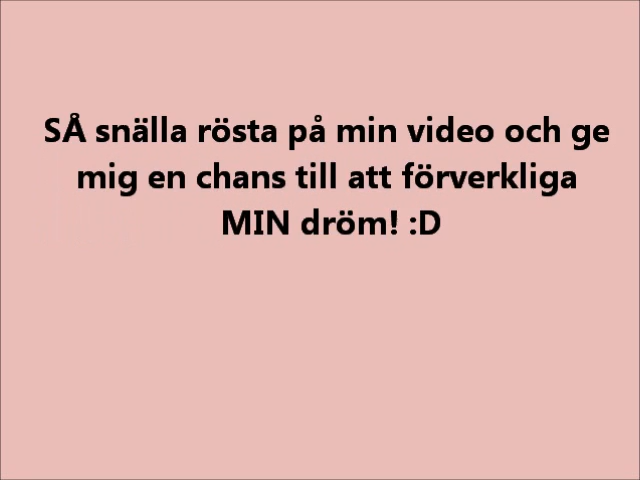 SÅ snälla rösta på min video och ge
mig en chans till att förverkliga
MIN dröm! :D